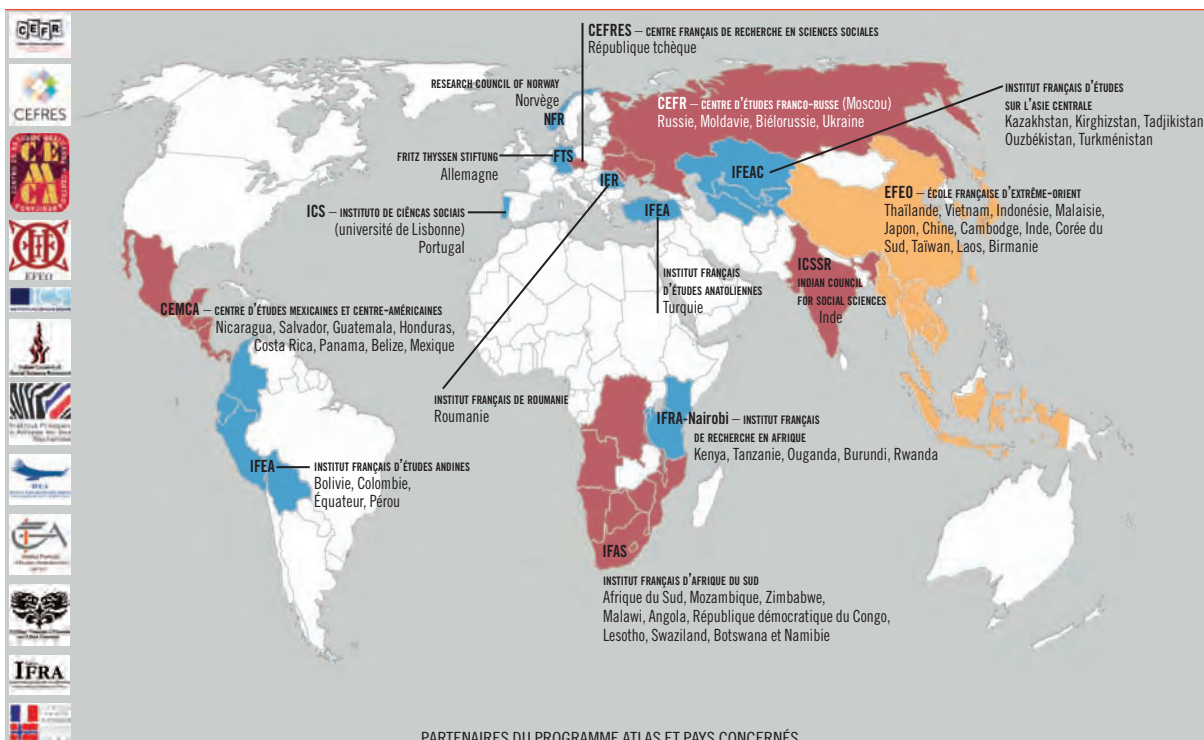 CEFR
CEFRES
CEMCA
EFEO
IFRA
CEFRES – CENTRE FRANÇAIS DE RECHERCHE EN SCIENCES SOCIALES
République tchèque
RESEARCH COUNCIL OF NORWAY
Norvège
NFR
CEFR – CENTRE D'ÉTUDES FRANCO-RUSSE (Moscou)
Russie, Moldavie, Biélorussie, Ukraine
INSTITUT FRANÇAIS D'ÉTUDES
SUR L'ASIE CENTRALE
Kazakhstan, Kirghizstan, Tadjikistan
Ouzbékistan, Turkménistan
FRITZ THYSSEN STIFTUNG
Allemagne
FTS
IFR
IFEAC
IFEA
ICS – INSTITUTO DE CIÊNCAS SOCIAIS
(université de Lisbonne)
Portugal
EFEO – ÉCOLE FRANÇAISE D'EXTRÊME-ORIENT
Thaïlande, Vietnam, Indonésie, Malaisie,
Japon, Chine, Cambodge, Inde, Corée du
Sud, Taïwan, Laos, Birmanie
INSTITUT FRANÇAIS
D'ÉTUDES ANATOLIENNES
Turquie
ICSSR
INDIAN COUNCIL
FOR SOCIAL SCIENCES
Inde
CEMCA – CENTRE D'ÉTUDES MEXICAINES ET CENTRE-AMÉRICAINES
Nicaragua, Salvador, Guatemala, Honduras,
Costa Rica, Panama, Belize, Mexique
INSTITUT FRANÇAIS DE ROUMANIE
Roumanie
IFRA-Nairobi – INSTITUT FRANÇAIS
DE RECHERCHE EN AFRIQUE
Kenya, Tanzanie, Ouganda, Burundi, Rwanda
IFEA
INSTITUT FRANÇAIS D'ÉTUDES ANDINES
Bolivie, Colombie,
Équateur, Pérou
IFAS
INSTITUT FRANÇAIS D'AFRIQUE DU SUD
Afrique du Sud, Mozambique, Zimbabwe,
Malawi, Angola, République démocratique du Congo,
Lesotho, Swaziland, Botswana et Namibie
PARTENAIRES DU PROGRAMME ATLAS ET PAYS CONCERNÉS